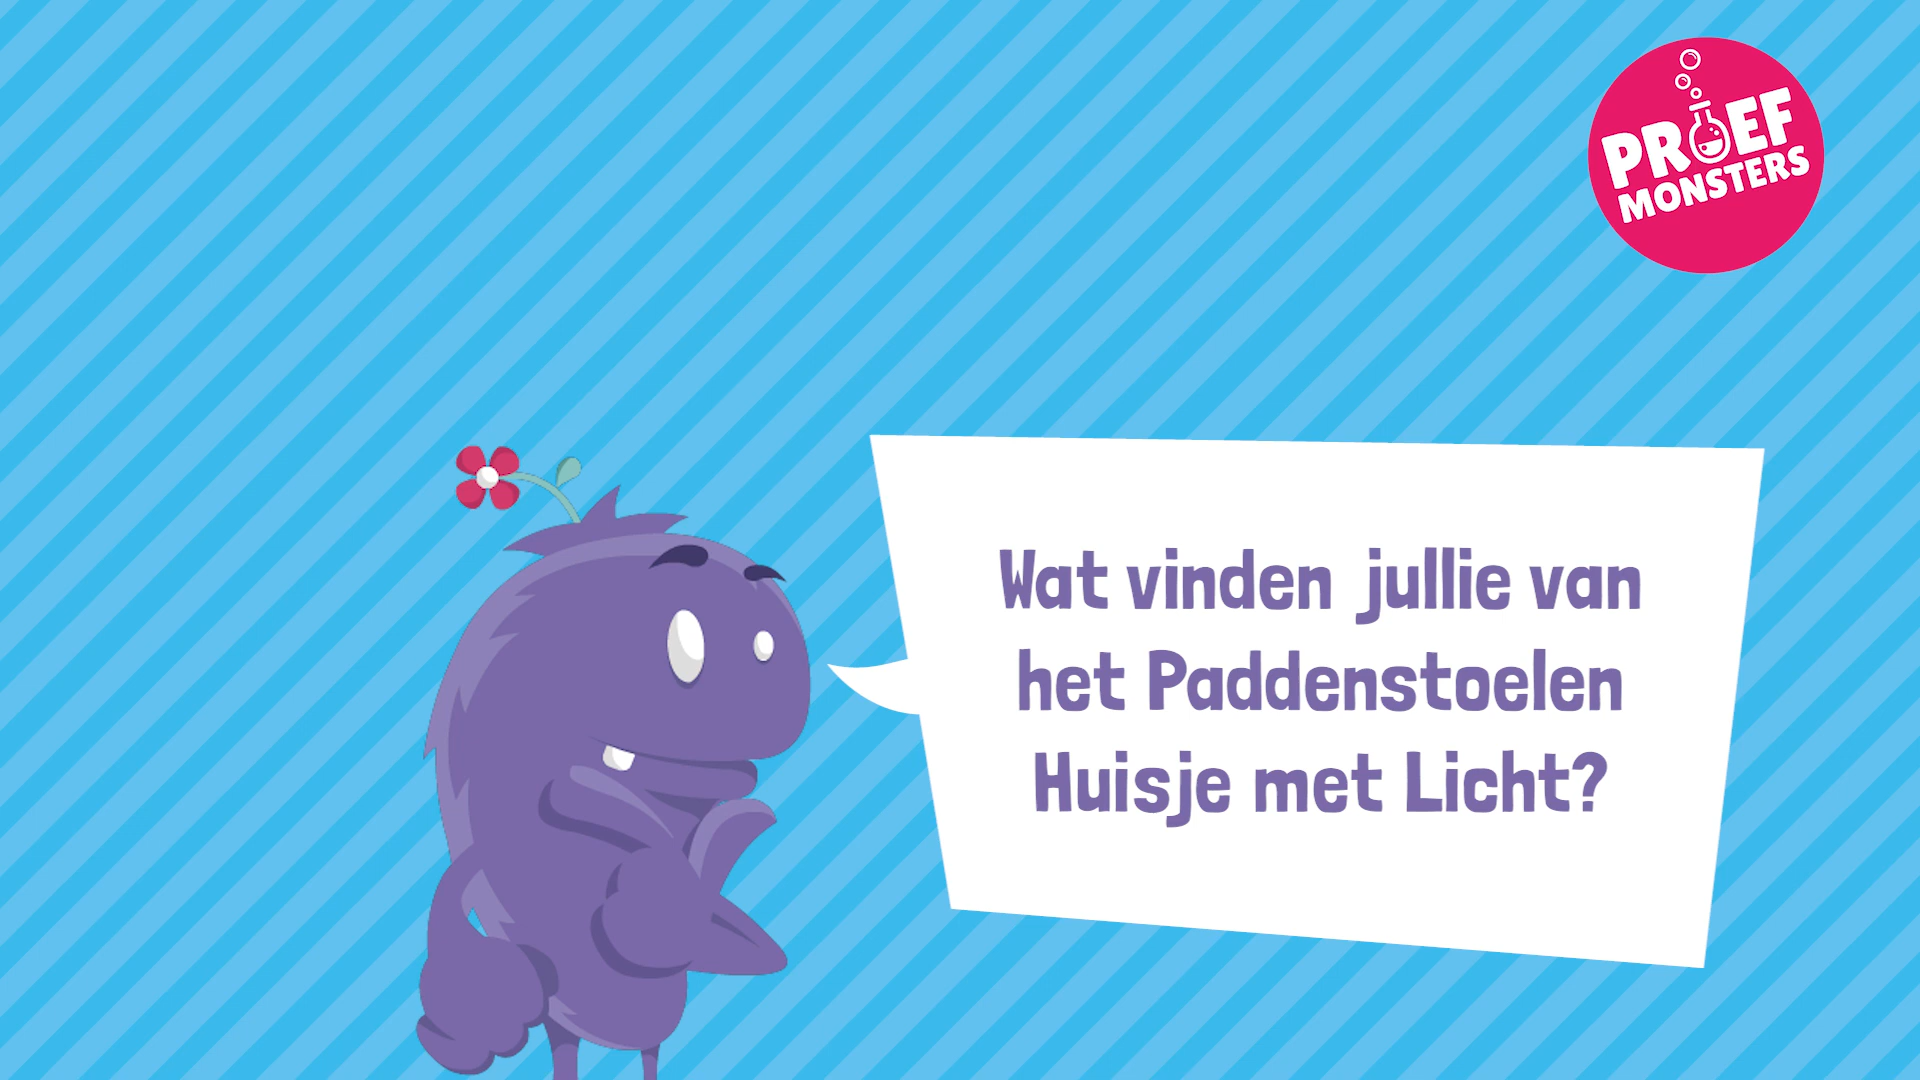 PROEF
MONSTERS
Wat vinden jullie van
het Paddenstoelen
Huisje met Licht?